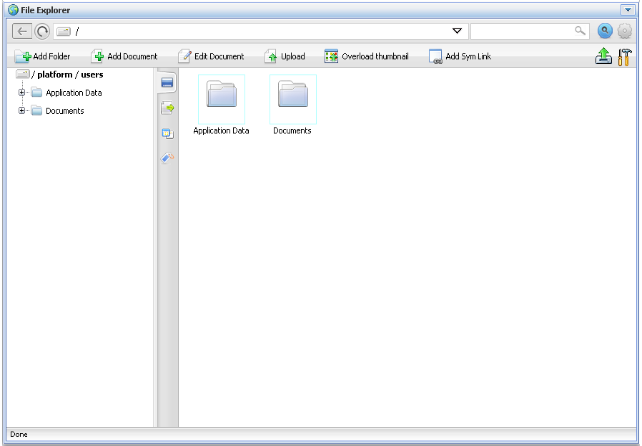 File Explorer
/
Add Folder Add Document Edit Document Upload Overload thumbnail Add Sym Link
/ platform / users
Application Data
Documents
Application Data Documents
Done